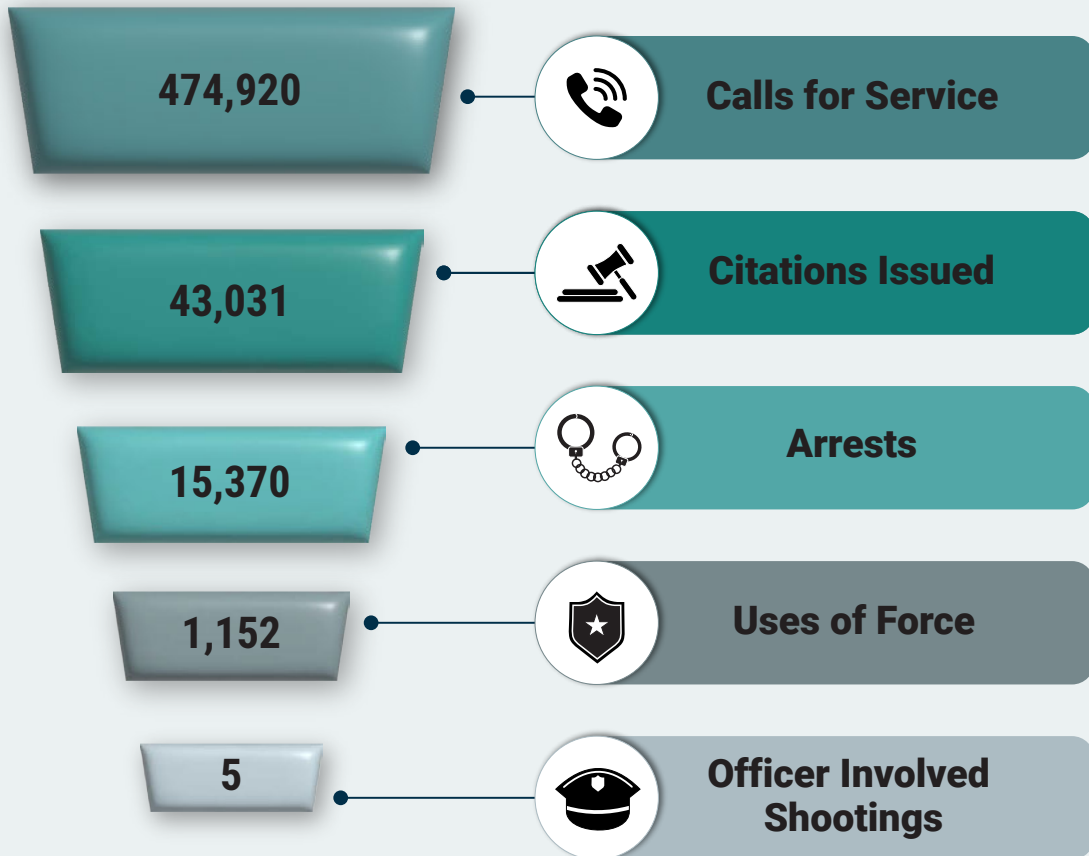 474,920
Calls for Service
43,031
Citations Issued
15,370
Arrests
1,152
Uses of Force
5
Officer Involved
Shootings